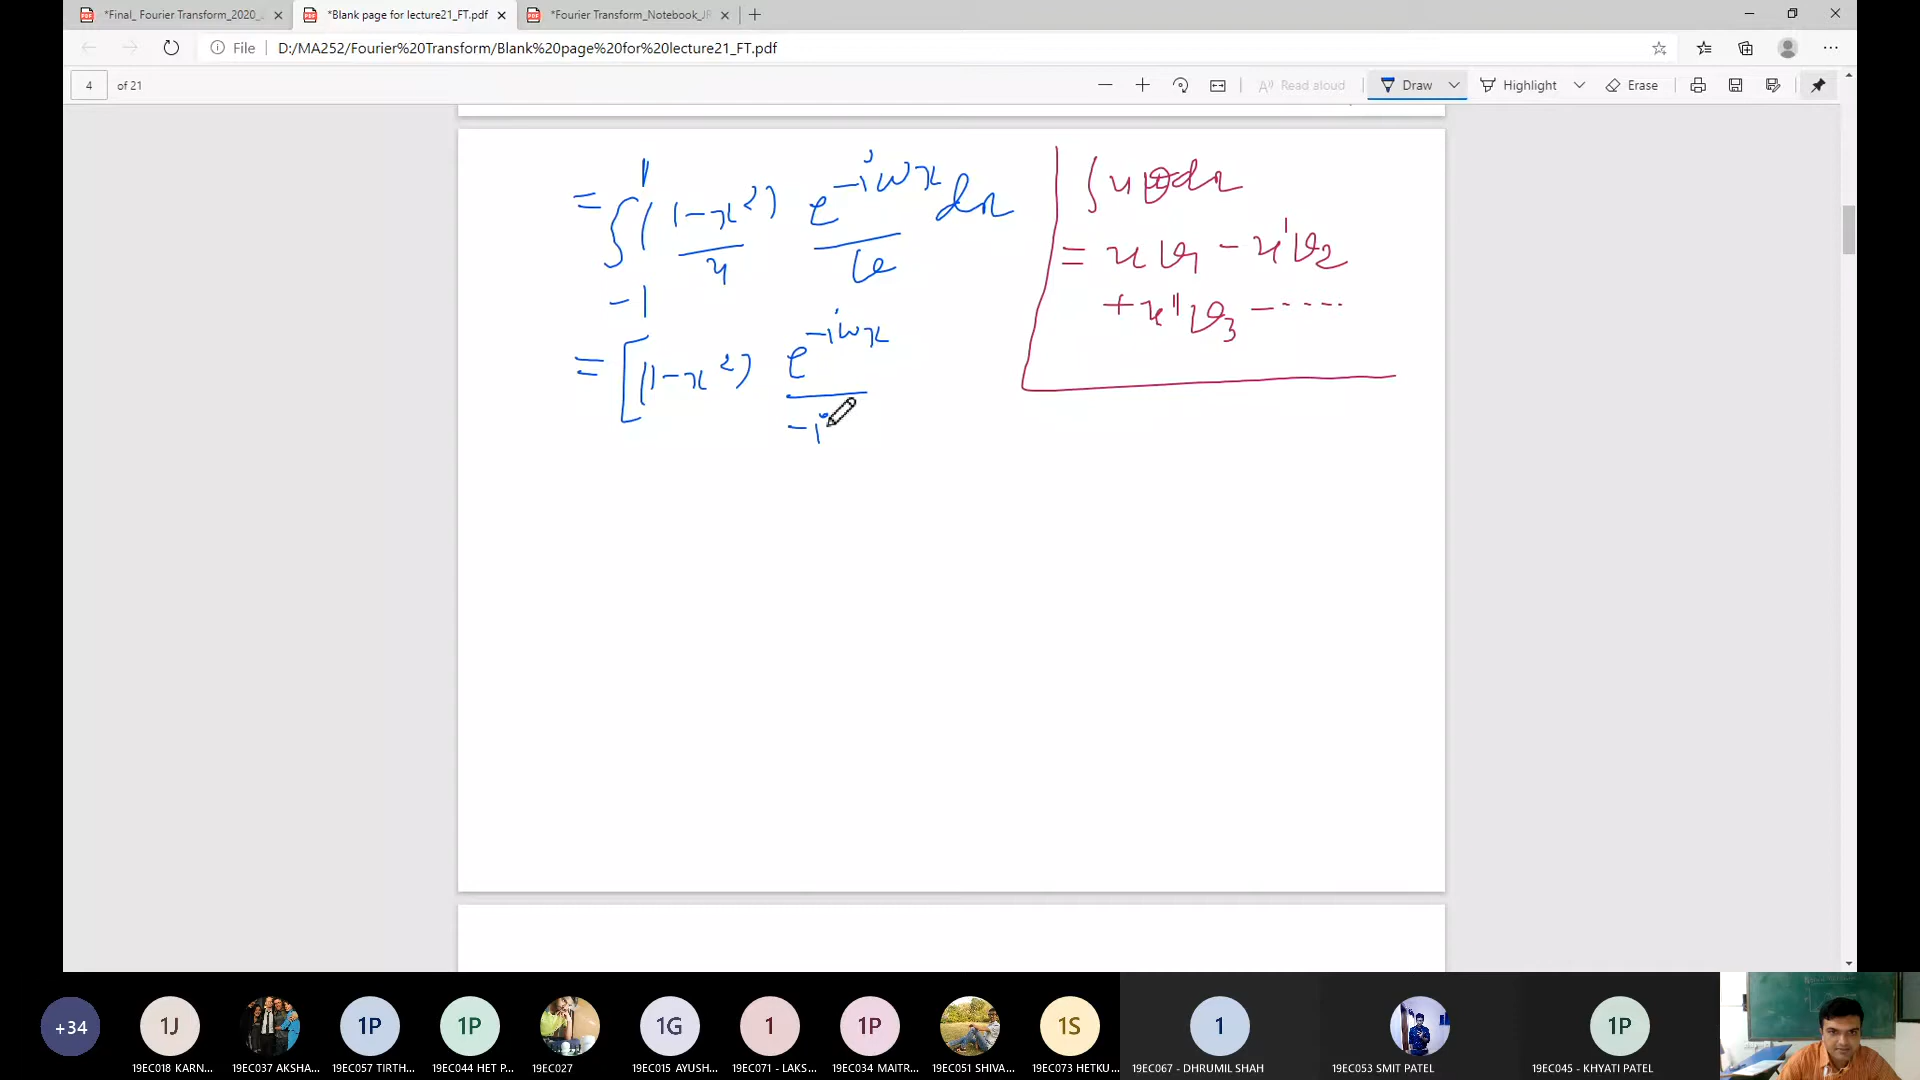 *Final_ Fourier Transform_2020_
*Blank page for lecture21_FT.pdf
*Fourier Transform_Notebook_JR
File
D:/MA252/Fourier%20Transform/Blank%20page%20for%20lecture21_FT.pdf
4 of 21
Read aloud
Draw
Highlight
Erase
= ∫_{-1}^{1} (1-x²) e^{-iωx} dx
u v
= [(1-x²) e^{-iωx} / -i
∫ u v dx
= u v₁ - u' v₂
+ u'' v₃ - ....
+34
1J
1P
1P
1G
1
1P
1S
1
1P
19EC018 KARN...
19EC037 AKSHA...
19EC057 TIRTH...
19EC044 HET P...
19EC027
19EC015 AYUSH...
19EC071 - LAKS...
19EC034 MAITR...
19EC051 SHIVA...
19EC073 HETKU...
19EC067 - DHRUMIL SHAH
19EC053 SMIT PATEL
19EC045 - KHYATI PATEL